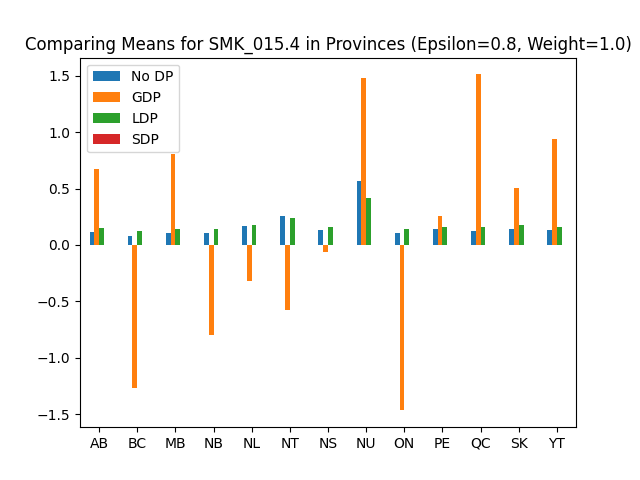 Comparing Means for SMK_015.4 in Provinces (Epsilon=0.8, Weight=1.0)
No DP
GDP
LDP
SDP
1.5
1.0
0.5
0.0
−0.5
−1.0
−1.5
AB BC MB NB NL NT NS NU ON PE QC SK YT